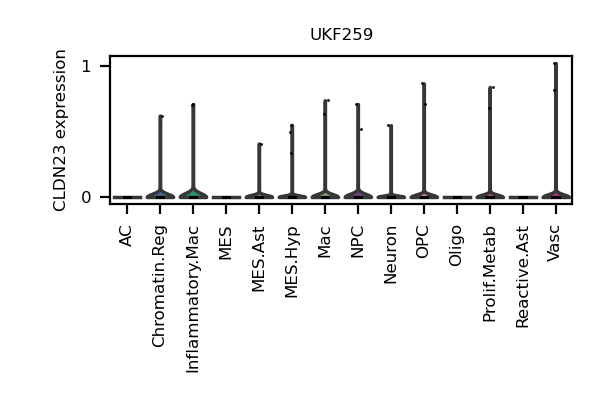 UKF259
CLDN23 expression
1
0
AC
Chromatin.Reg
Inflammatory.Mac
MES
MES.Ast
MES.Hyp
Mac
NPC
Neuron
OPC
Oligo
Prolif.Metab
Reactive.Ast
Vasc